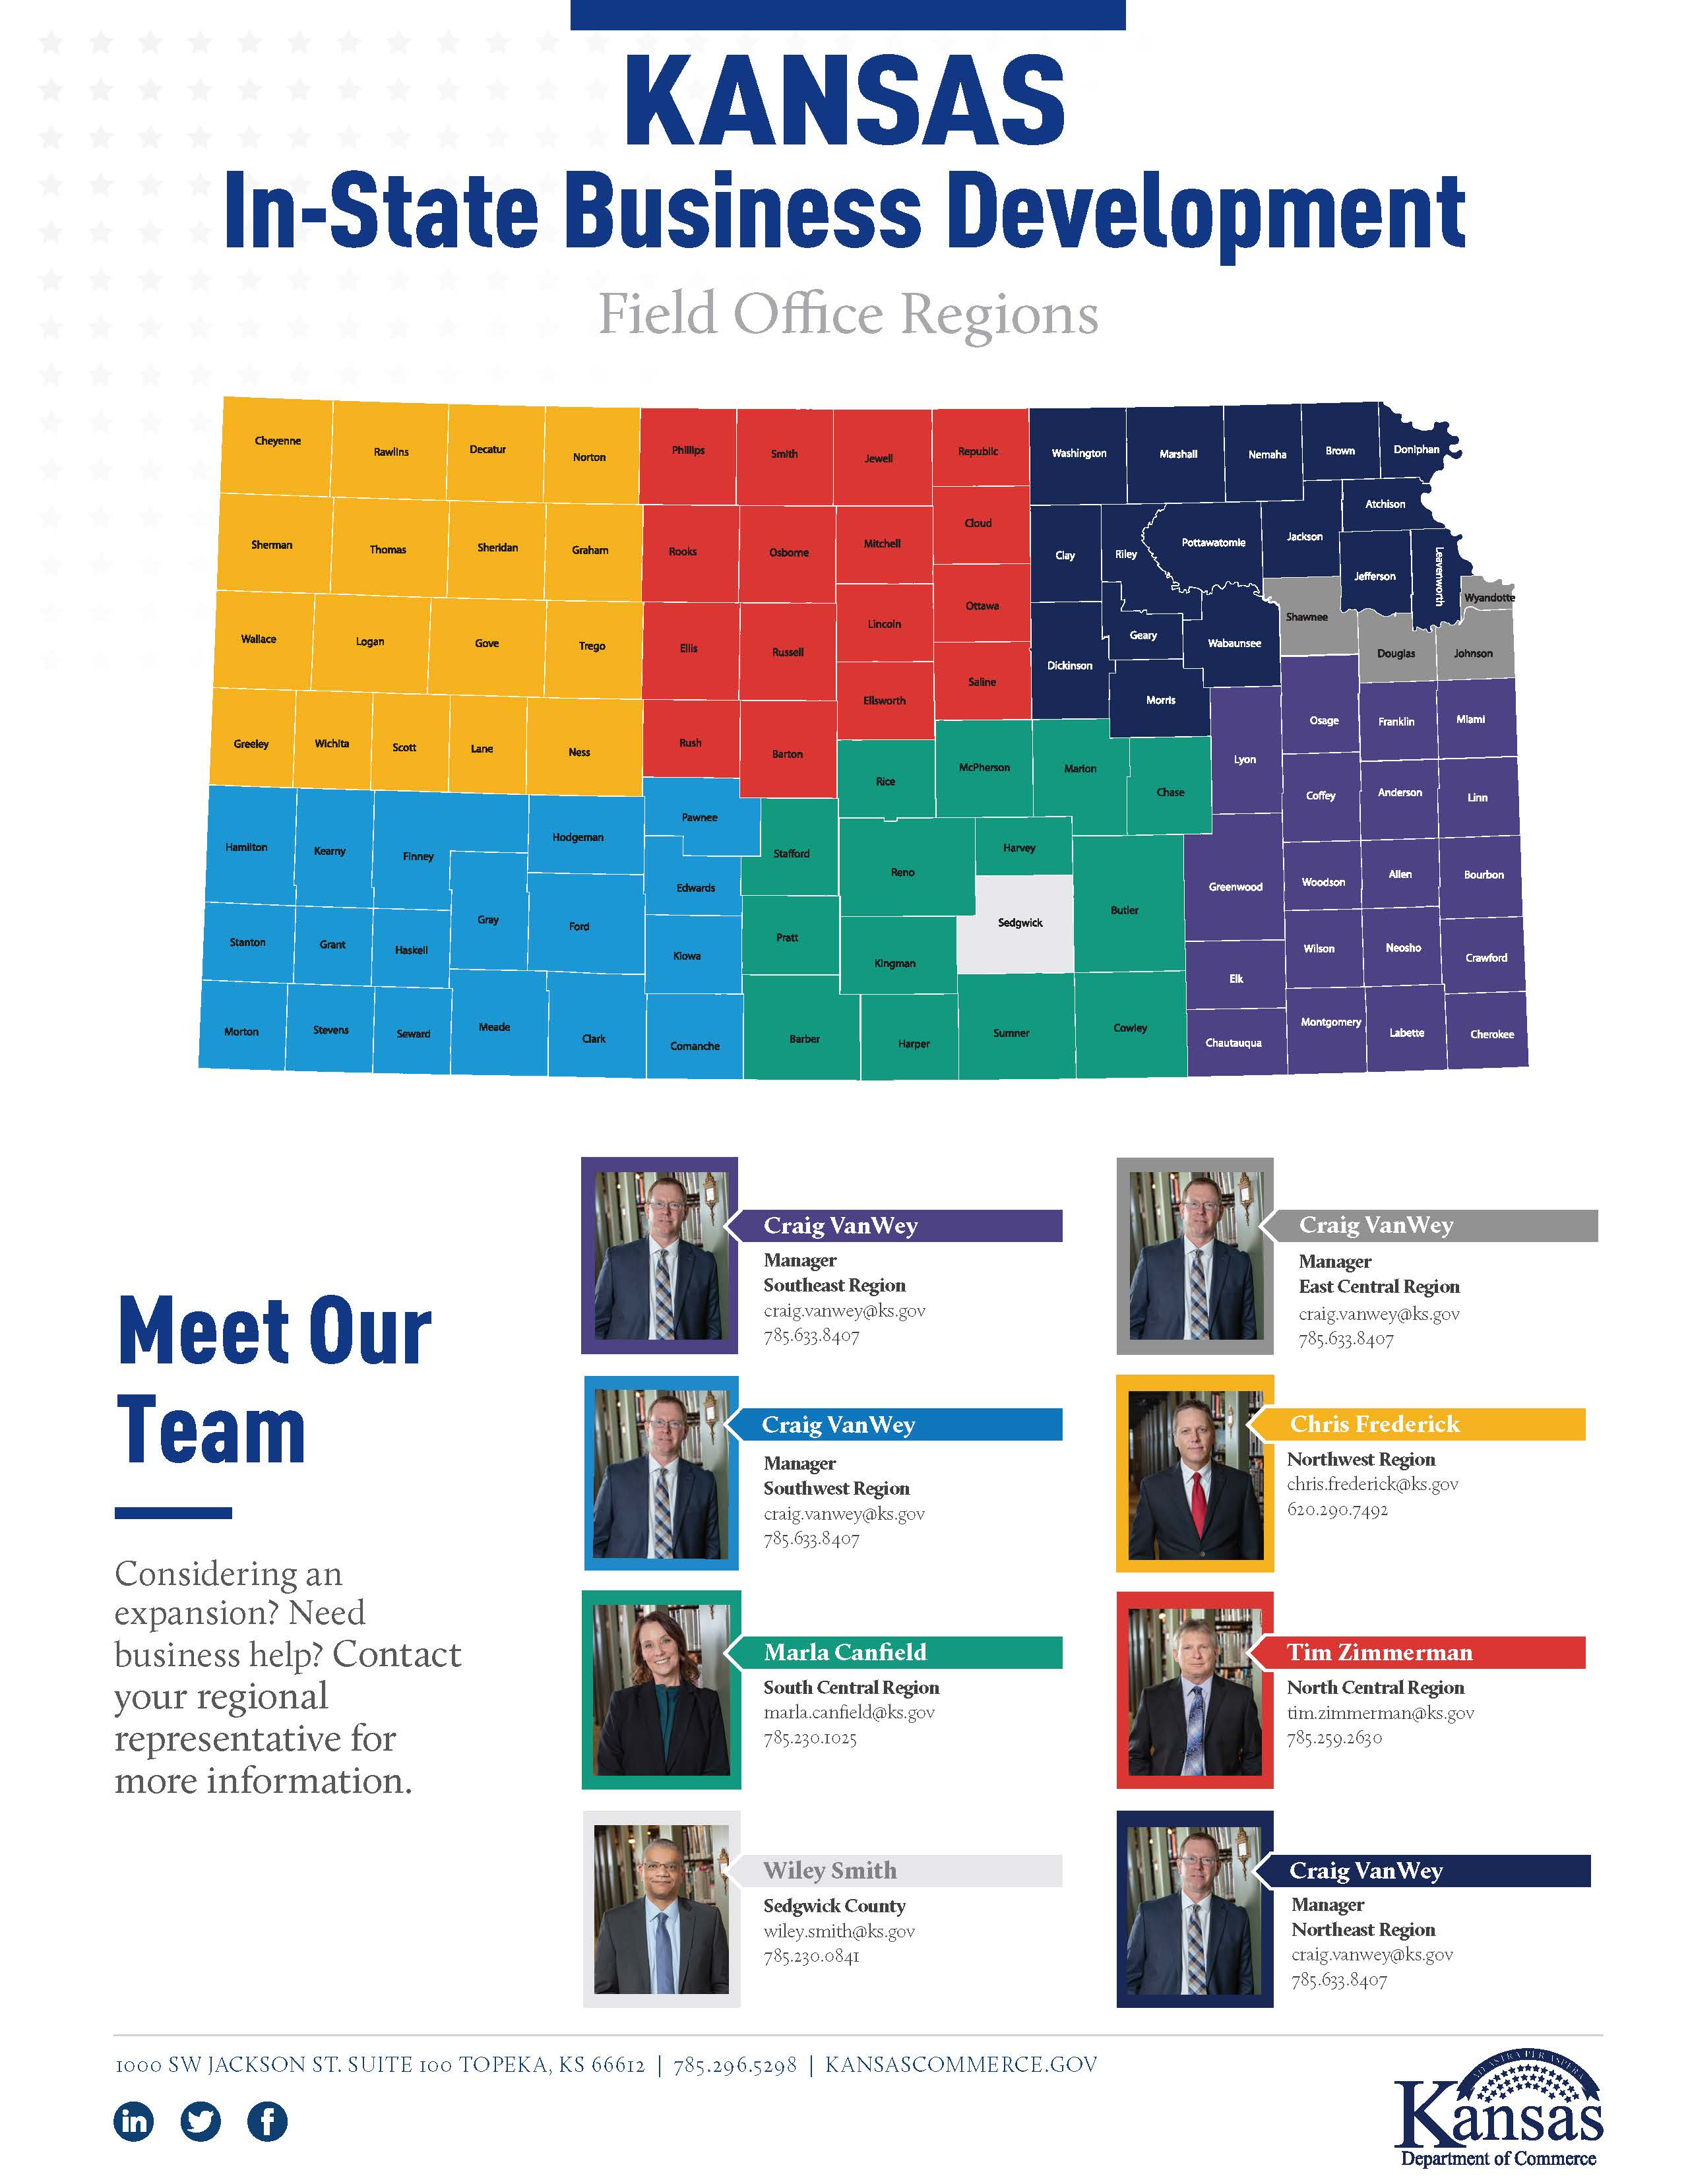 KANSAS
In-State Business Development
Field Office Regions
Cheyenne
Rawlins
Decatur
Norton
Phillips
Smith
Jewell
Republic
Washington
Marshall
Nemaha
Brown
Doniphan
Sherman
Thomas
Sheridan
Graham
Rooks
Osborne
Mitchell
Cloud
Clay
Riley
Pottawatomie
Jackson
Atchison
Jefferson
Leavenworth
Wyandotte
Wallace
Logan
Gove
Trego
Ellis
Russell
Lincoln
Ottawa
Saline
Ellsworth
Dickinson
Geary
Wabaunsee
Shawnee
Douglas
Johnson
Morris
Greeley
Wichita
Scott
Lane
Ness
Rush
Barton
Rice
McPherson
Marion
Chase
Lyon
Osage
Franklin
Miami
Coffey
Anderson
Linn
Hamilton
Kearny
Finney
Hodgeman
Pawnee
Stafford
Reno
Harvey
Edwards
Gray
Ford
Sedgwick
Butler
Greenwood
Woodson
Allen
Bourbon
Stanton
Grant
Haskell
Kiowa
Pratt
Kingman
Elk
Wilson
Neosho
Crawford
Morton
Stevens
Seward
Meade
Clark
Comanche
Barber
Harper
Sumner
Cowley
Chautauqua
Montgomery
Labette
Cherokee
Meet Our
Team
Considering an
expansion? Need
business help? Contact
your regional
representative for
more information.
Craig VanWey
Manager
Southeast Region
craig.vanwey@ks.gov
785.633.8407
Craig VanWey
Manager
East Central Region
craig.vanwey@ks.gov
785.633.8407
Craig VanWey
Manager
Southwest Region
craig.vanwey@ks.gov
785.633.8407
Chris Frederick
Northwest Region
chris.frederick@ks.gov
620.290.7492
Marla Canfield
South Central Region
marla.canfield@ks.gov
785.230.1025
Tim Zimmerman
North Central Region
tim.zimmerman@ks.gov
785.259.2630
Wiley Smith
Sedgwick County
wiley.smith@ks.gov
785.230.0841
Craig VanWey
Manager
Northeast Region
craig.vanwey@ks.gov
785.633.8407
1000 SW JACKSON ST. SUITE 100 TOPEKA, KS 66612 | 785.296.5298 | KANSASCOMMERCE.GOV
in
f
AD ASTRA PER ASPERA
Kansas
Department of Commerce